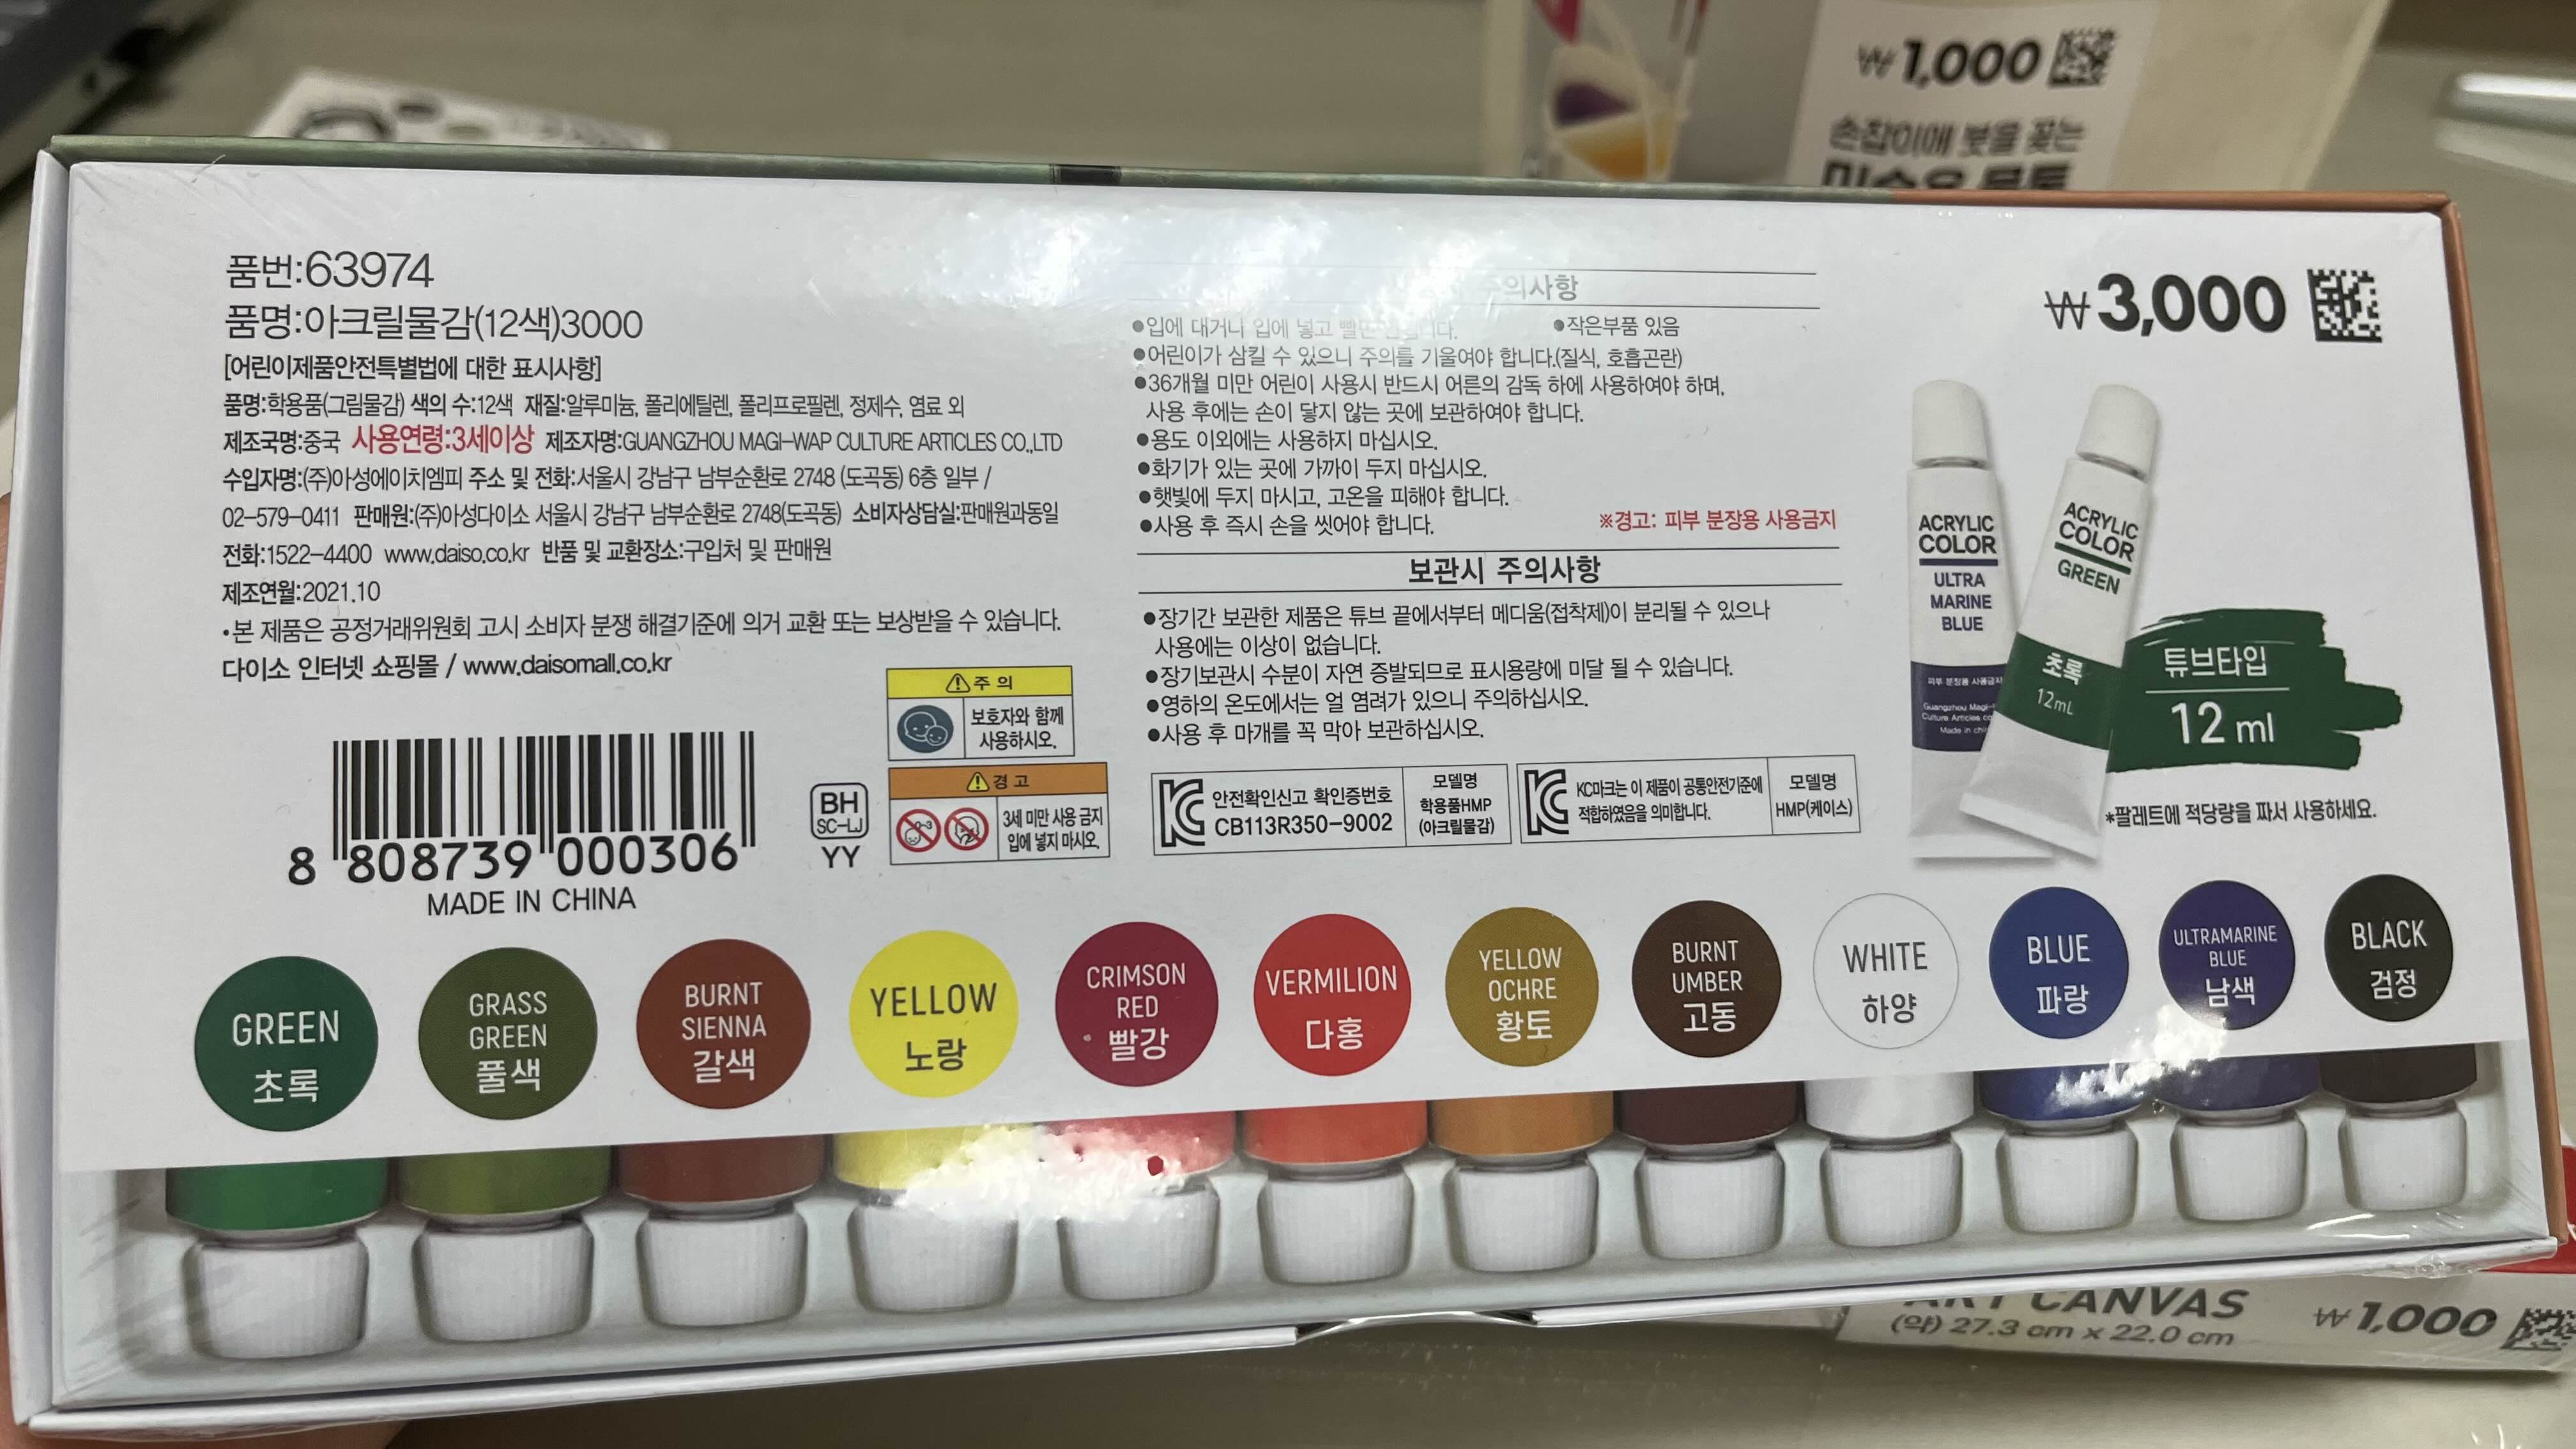 ₩1,000
손잡이에 붓을 꽂는
품번:63974
품명:아크릴물감(12색)3000
[어린이제품안전특별법에 대한 표시사항]
품명:학용품(그림물감) 색의 수:12색 재질:알루미늄, 폴리에틸렌, 폴리프로필렌, 정제수, 염료 외
제조국명:중국 사용연령:3세이상 제조자명:GUANGZHOU MAGI-WAP CULTURE ARTICLES CO.,LTD
수입자명:(주)아성에이치엠피 주소 및 전화:서울시 강남구 남부순환로 2748 (도곡동) 6층 일부 /
02-579-0411 판매원:(주)아성다이소 서울시 강남구 남부순환로 2748(도곡동) 소비자상담실:판매원과동일
전화:1522-4400 www.daiso.co.kr 반품 및 교환장소:구입처 및 판매원
제조연월:2021.10
•본 제품은 공정거래위원회 고시 소비자 분쟁 해결기준에 의거 교환 또는 보상받을 수 있습니다.
다이소 인터넷 쇼핑몰 / www.daisomall.co.kr
8 808739 000306
MADE IN CHINA
BH
SC-LJ
YY
⚠주 의
보호자와 함께
사용하시오.
⚠경 고
0-3
3세 미만 사용 금지
입에 넣지 마시오.
주의사항
●입에 대거나 입에 넣고 빨면 안됩니다. ●작은부품 있음
●어린이가 삼킬 수 있으니 주의를 기울여야 합니다.(질식, 호흡곤란)
●36개월 미만 어린이 사용시 반드시 어른의 감독 하에 사용하여야 하며,
사용 후에는 손이 닿지 않는 곳에 보관하여야 합니다.
●용도 이외에는 사용하지 마십시오.
●화기가 있는 곳에 가까이 두지 마십시오.
●햇빛에 두지 마시고, 고온을 피해야 합니다.
●사용 후 즉시 손을 씻어야 합니다. ※경고: 피부 분장용 사용금지
보관시 주의사항
●장기간 보관한 제품은 튜브 끝에서부터 메디움(접착제)이 분리될 수 있으나
사용에는 이상이 없습니다.
●장기보관시 수분이 자연 증발되므로 표시용량에 미달 될 수 있습니다.
●영하의 온도에서는 얼 염려가 있으니 주의하십시오.
●사용 후 마개를 꼭 막아 보관하십시오.
KC 안전확인신고 확인증번호
CB113R350-9002
모델명
학용품HMP
(아크릴물감)
KC KC마크는 이 제품이 공통안전기준에
적합하였음을 의미합니다.
모델명
HMP(케이스)
₩3,000
ACRYLIC
COLOR
ULTRA
MARINE
BLUE
피부 분장용 사용금지
Guangzhou Magi-
Culture Articles co
Made in chi
ACRYLIC
COLOR
GREEN
초록
12mL
튜브타입
12 ml
*팔레트에 적당량을 짜서 사용하세요.
GREEN
초록
GRASS
GREEN
풀색
BURNT
SIENNA
갈색
YELLOW
노랑
CRIMSON
RED
빨강
VERMILION
다홍
YELLOW
OCHRE
황토
BURNT
UMBER
고동
WHITE
하양
BLUE
파랑
ULTRAMARINE
BLUE
남색
BLACK
검정
ART CANVAS
(약) 27.3 cm x 22.0 cm
₩1,000